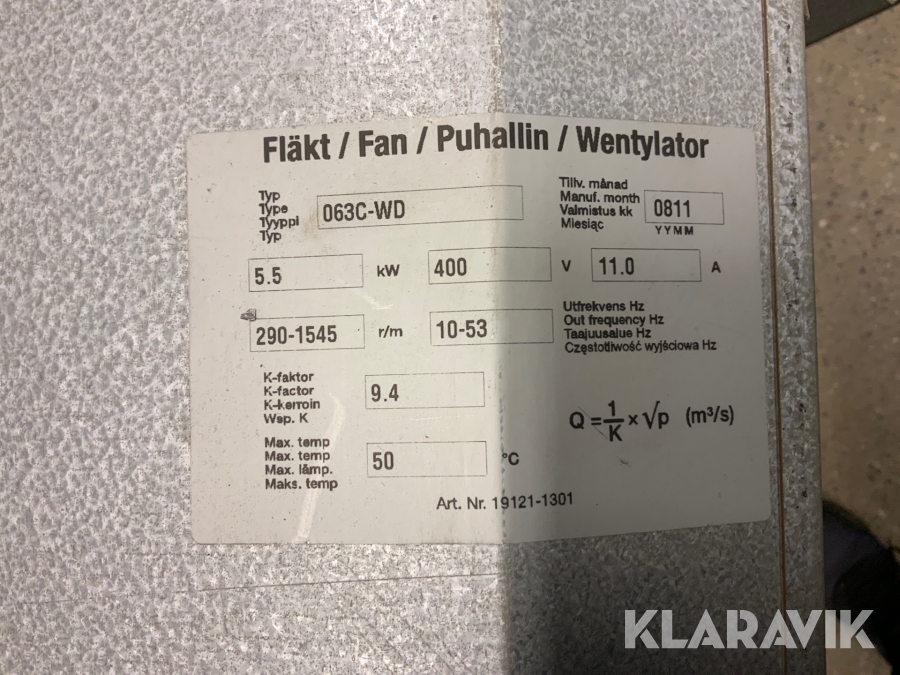 Fläkt / Fan / Puhallin / Wentylator
Typ
Type
Tyyppi
Typ
063C-WD
Tillv. månad
Manuf. month
Valmistus kk
Miesiąc
0811
YYMM
5.5 kW 400 V 11.0 A
290-1545 r/m 10-53
Utfrekvens Hz
Out frequency Hz
Taajuusalue Hz
Częstotliwość wyjściowa Hz
K-faktor
K-factor
K-kerroin
Wsp. K
9.4
Q = 1/K × √p (m³/s)
Max. temp
Max. temp
Max. lämp.
Maks. temp
50 °C
Art. Nr. 19121-1301
KLARAVIK